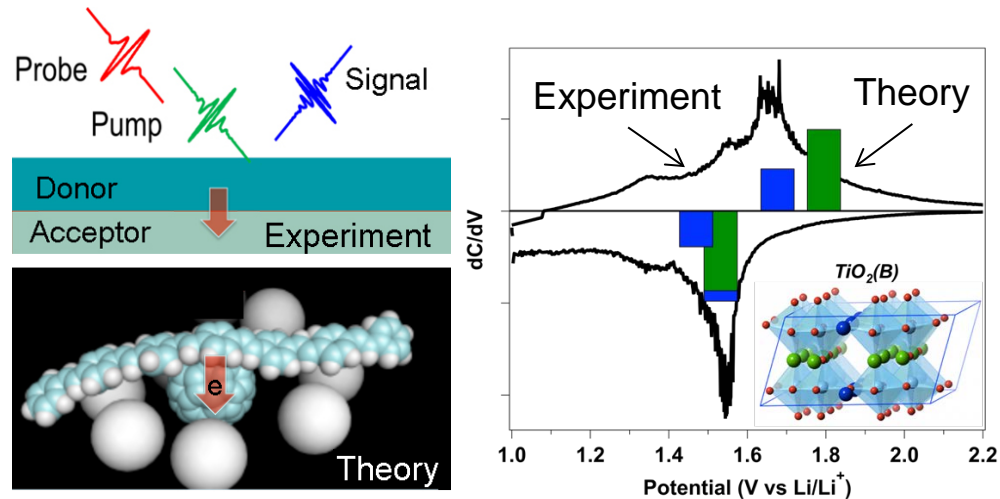 Probe
Pump
Signal
Donor
Acceptor
Experiment
e
Theory
Experiment
Theory
dC/dV
TiO₂(B)
1.0
1.2
1.4
1.6
1.8
2.0
2.2
Potential (V vs Li/Li⁺)